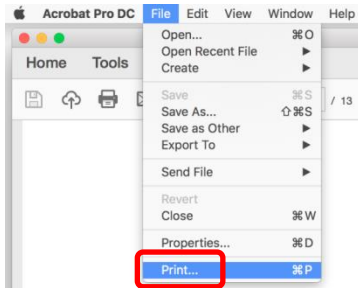 Acrobat Pro DC File Edit View Window Help
Open... ⌘O
Open Recent File ▶
Create ▶
Home Tools
Save ⌘S
Save As... ⇧⌘S
/ 13
Save as Other ▶
Export To ▶
Send File ▶
Revert
Close ⌘W
Properties... ⌘D
Print... ⌘P